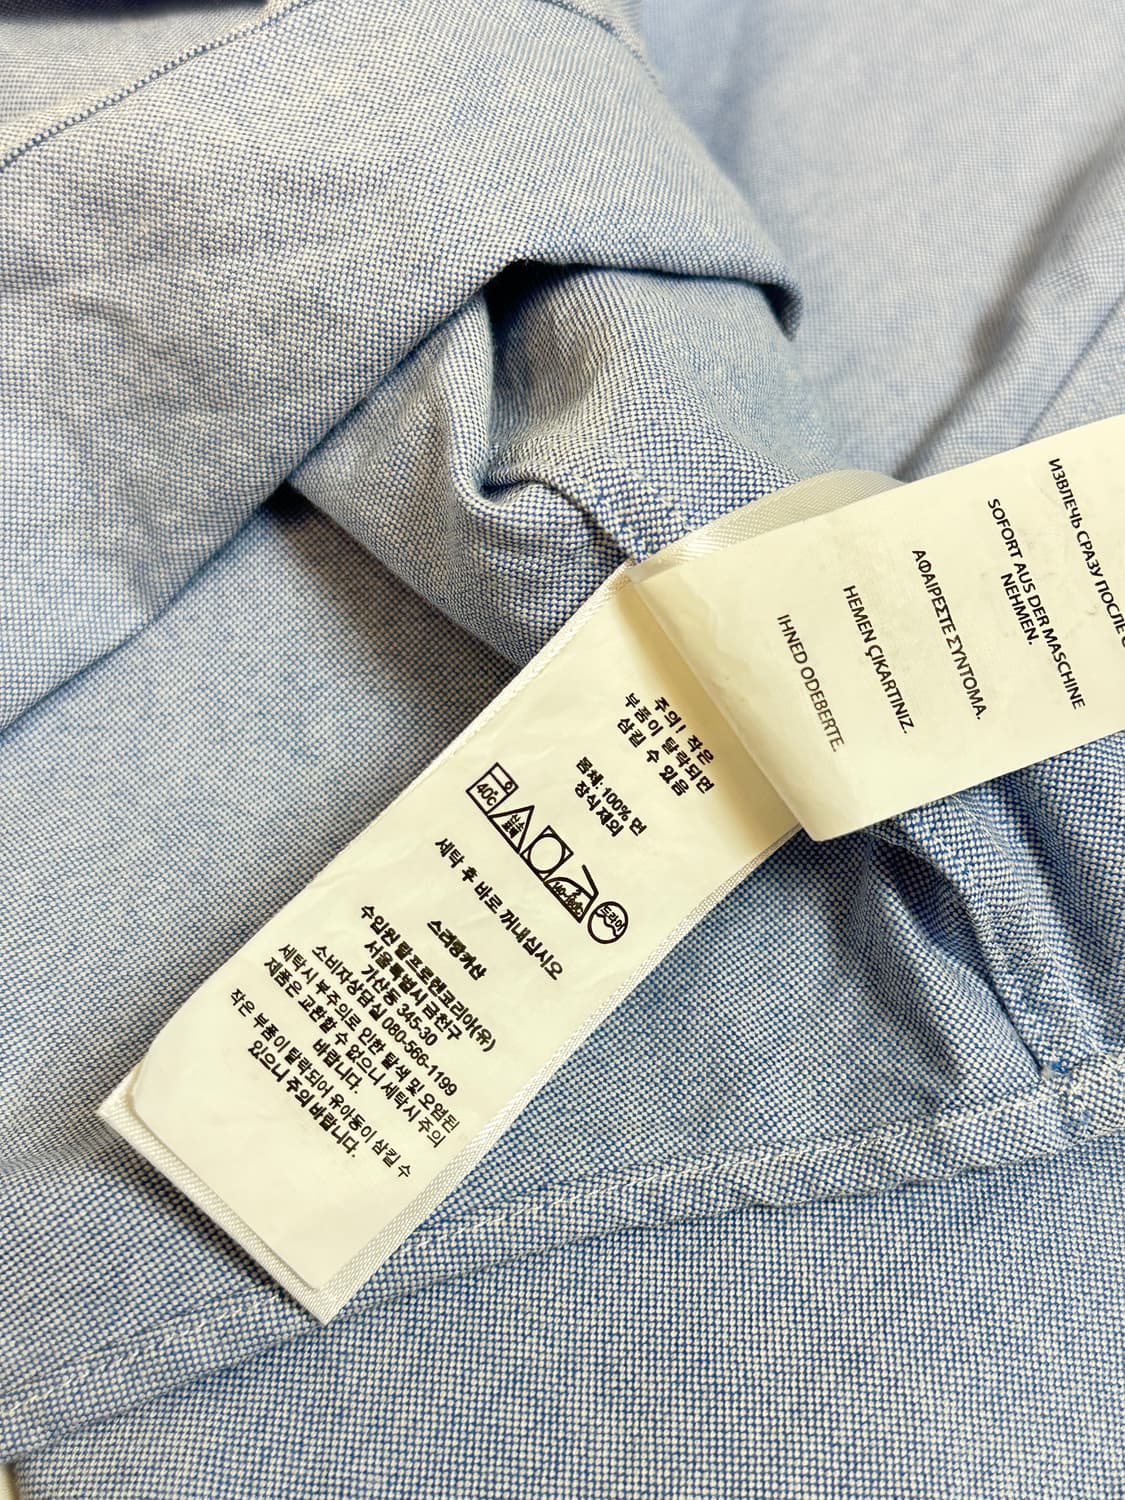 ИЗВЛЕЧЬ СРАЗУ ПОСЛЕ
SOFORT AUS DER MASCHINE
NEHMEN.
ΑΦΑΙΡΕΣΤΕ ΣΥΝΤΟΜΑ.
HEMEN ÇIKARTINIZ.
IHNED ODEBERTE.
주의! 작은
부품이 탈락되면
삼킬 수 있음
몸체: 100% 면
장식제외
40℃
드라이
세탁 후 바로 꺼내십시오
스리랑카산
수입원 랄프로렌코리아(유)
서울특별시 금천구
가산동 345-30
소비자상담실 080-566-1199
세탁시 부주의로 인한 탈색 및 오염된
제품은 교환할 수 없으니 세탁시 주의
바랍니다.
작은 부품이 탈락되어 유아동이 삼킬 수
있으니 주의 바랍니다.